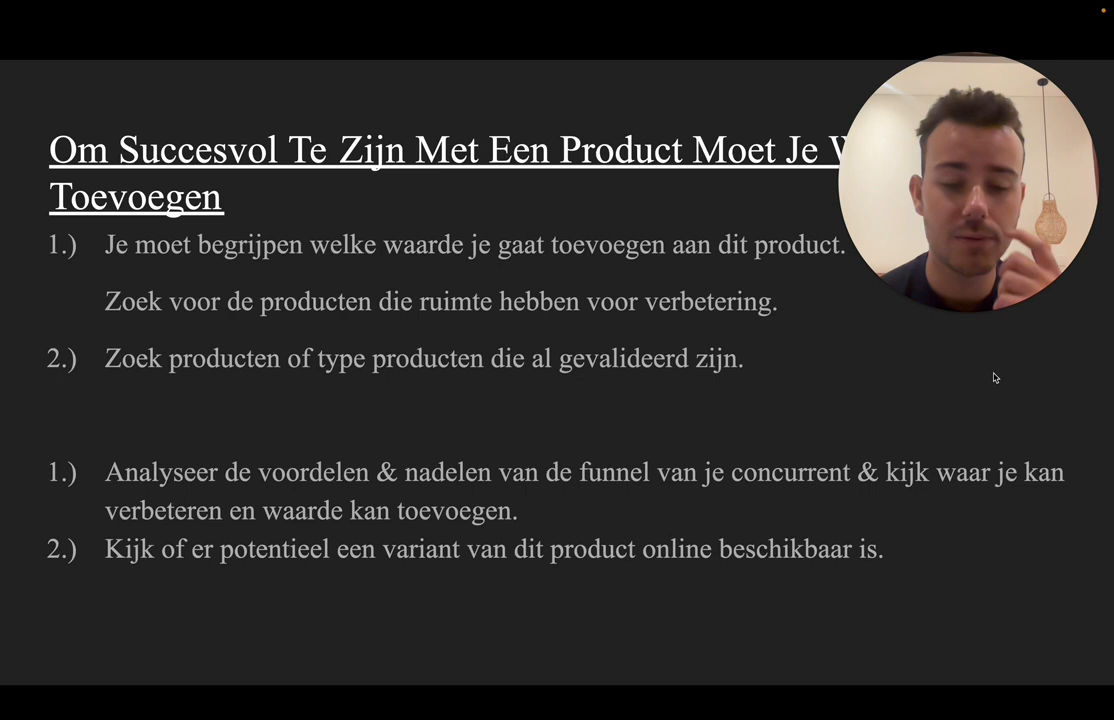 Om Succesvol Te Zijn Met Een Product Moet Je
Toevoegen
1.) Je moet begrijpen welke waarde je gaat toevoegen aan dit product.
Zoek voor de producten die ruimte hebben voor verbetering.
2.) Zoek producten of type producten die al gevalideerd zijn.
1.) Analyseer de voordelen & nadelen van de funnel van je concurrent & kijk waar je kan
verbeteren en waarde kan toevoegen.
2.) Kijk of er potentieel een variant van dit product online beschikbaar is.